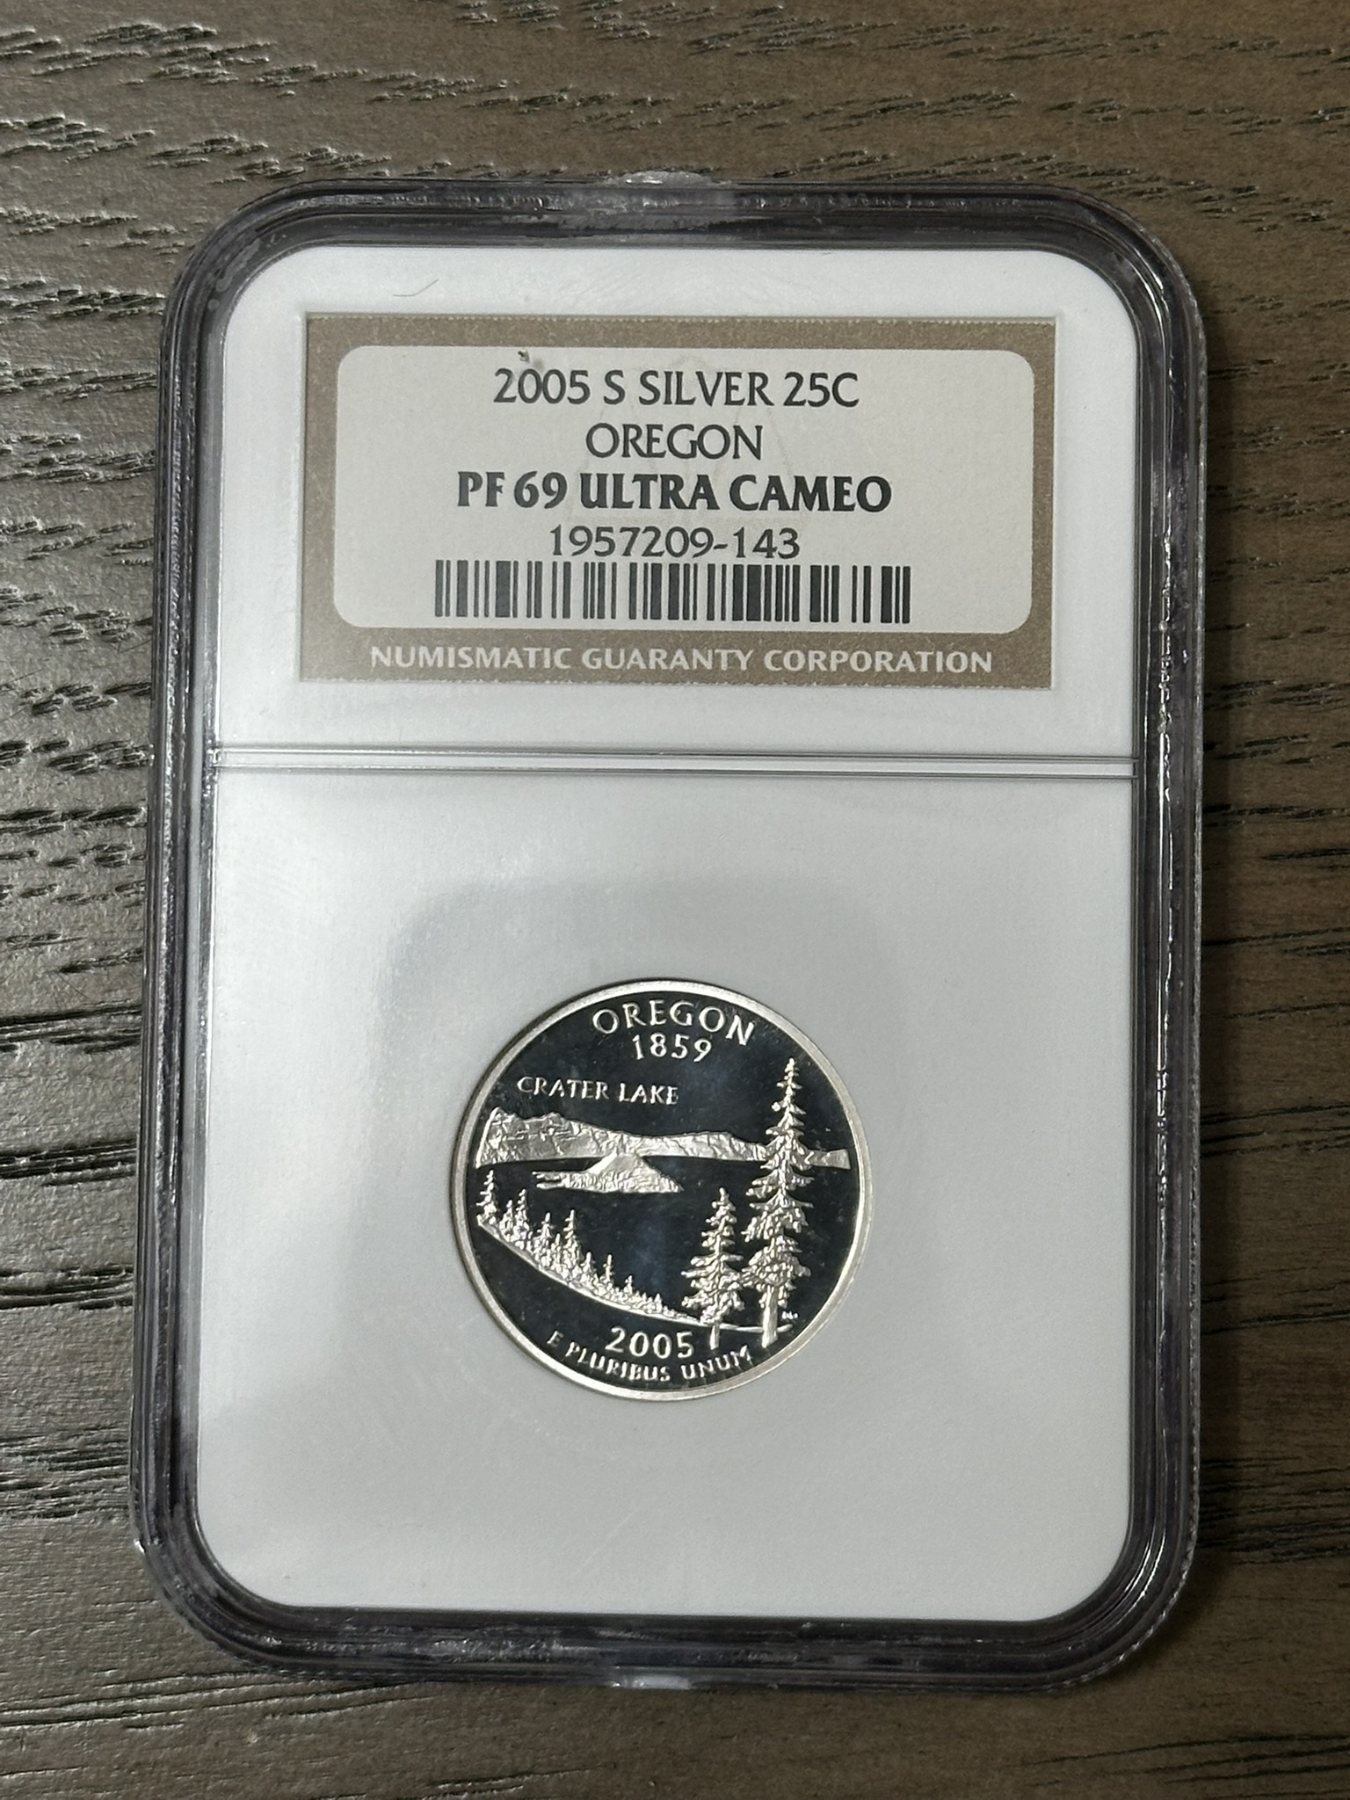 2005 S SILVER 25C
OREGON
PF 69 ULTRA CAMEO
1957209-143
NUMISMATIC GUARANTY CORPORATION
OREGON
1859
CRATER LAKE
2005
E PLURIBUS UNUM